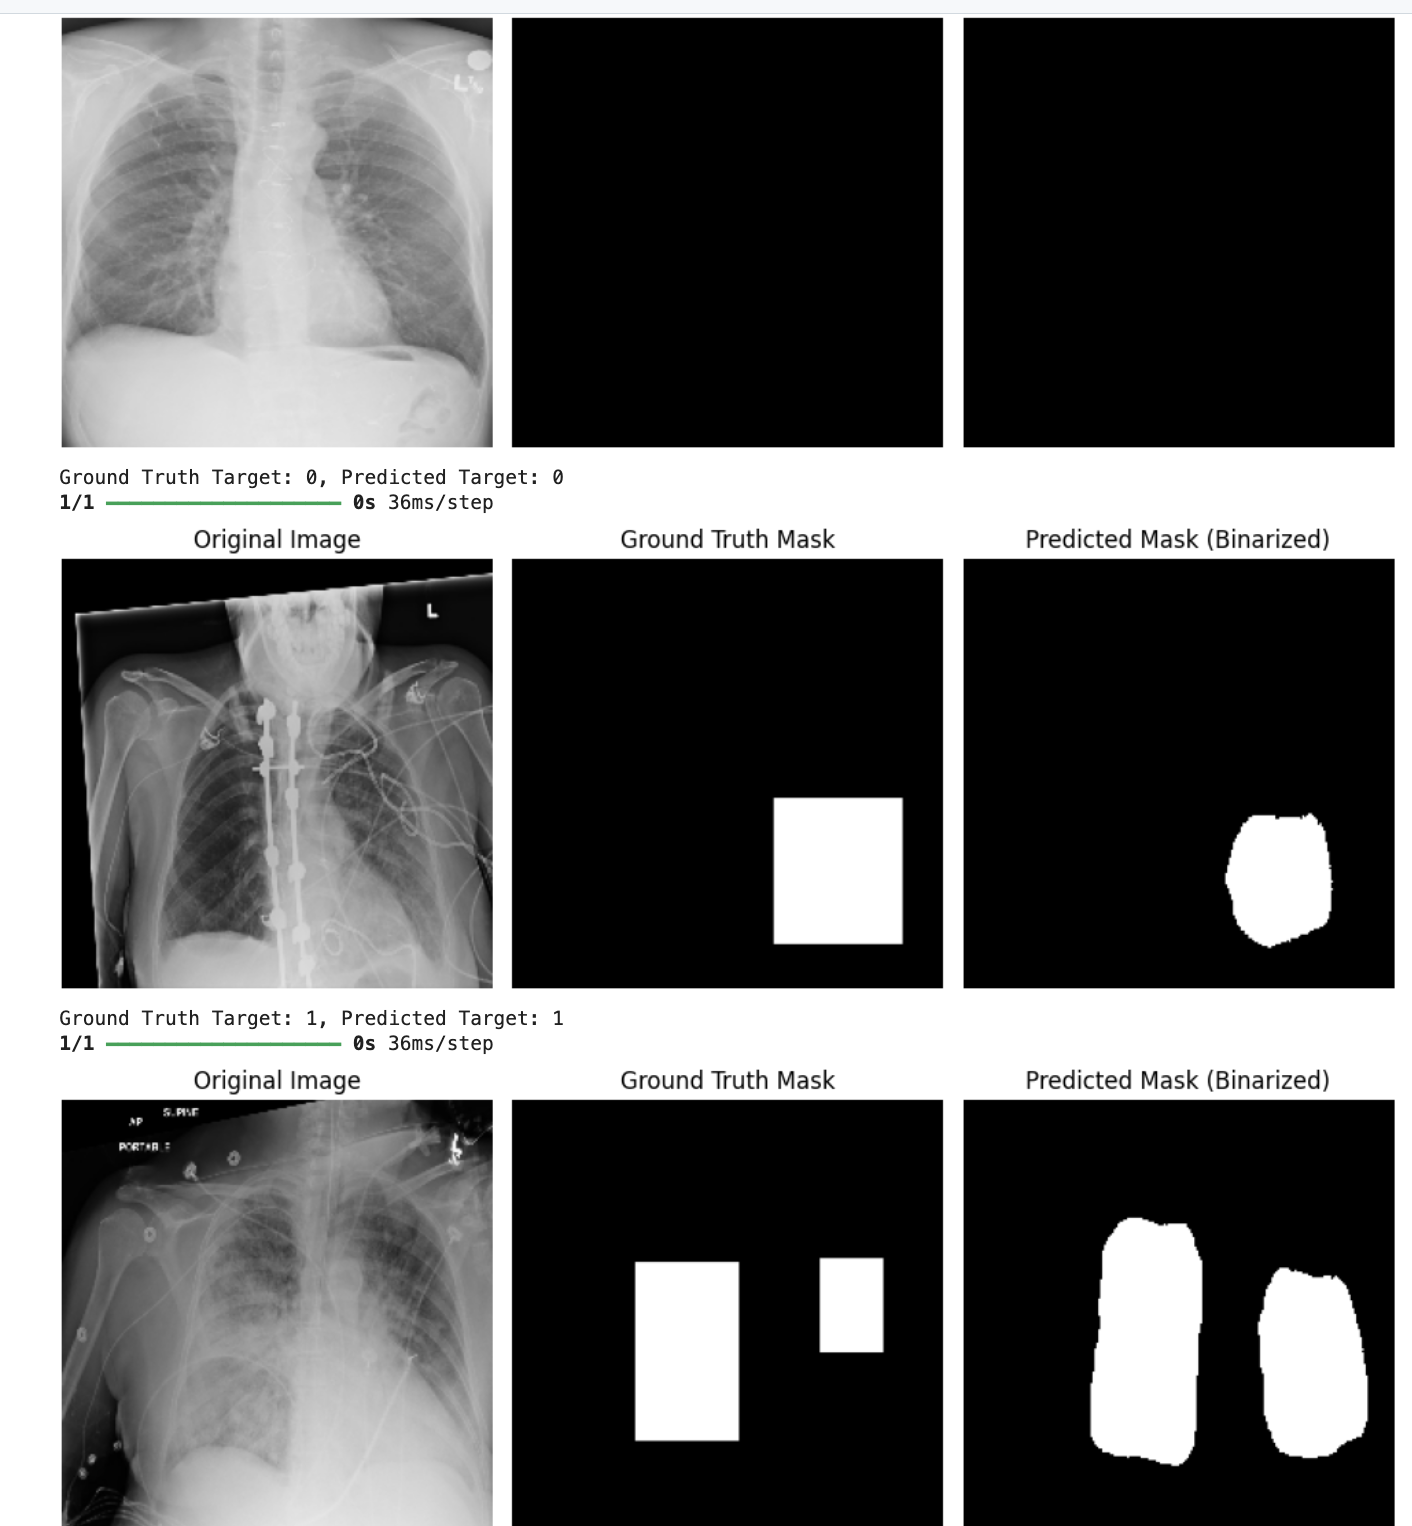 L
Ground Truth Target: 0, Predicted Target: 0
1/1 0s 36ms/step
Original Image Ground Truth Mask Predicted Mask (Binarized)
L
Ground Truth Target: 1, Predicted Target: 1
1/1 0s 36ms/step
Original Image Ground Truth Mask Predicted Mask (Binarized)
SUPINE
AP
PORTABLE
L